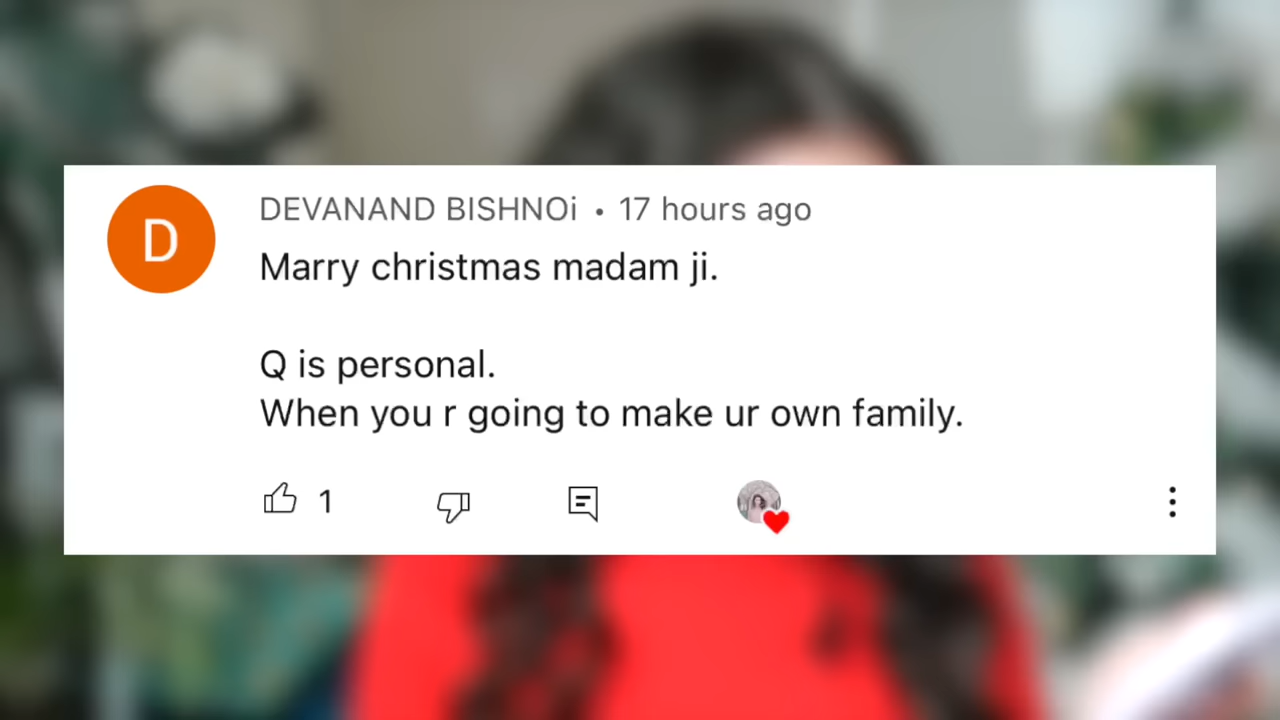 D
DEVANAND BISHNOi • 17 hours ago
Marry christmas madam ji.
Q is personal.
When you r going to make ur own family.
1